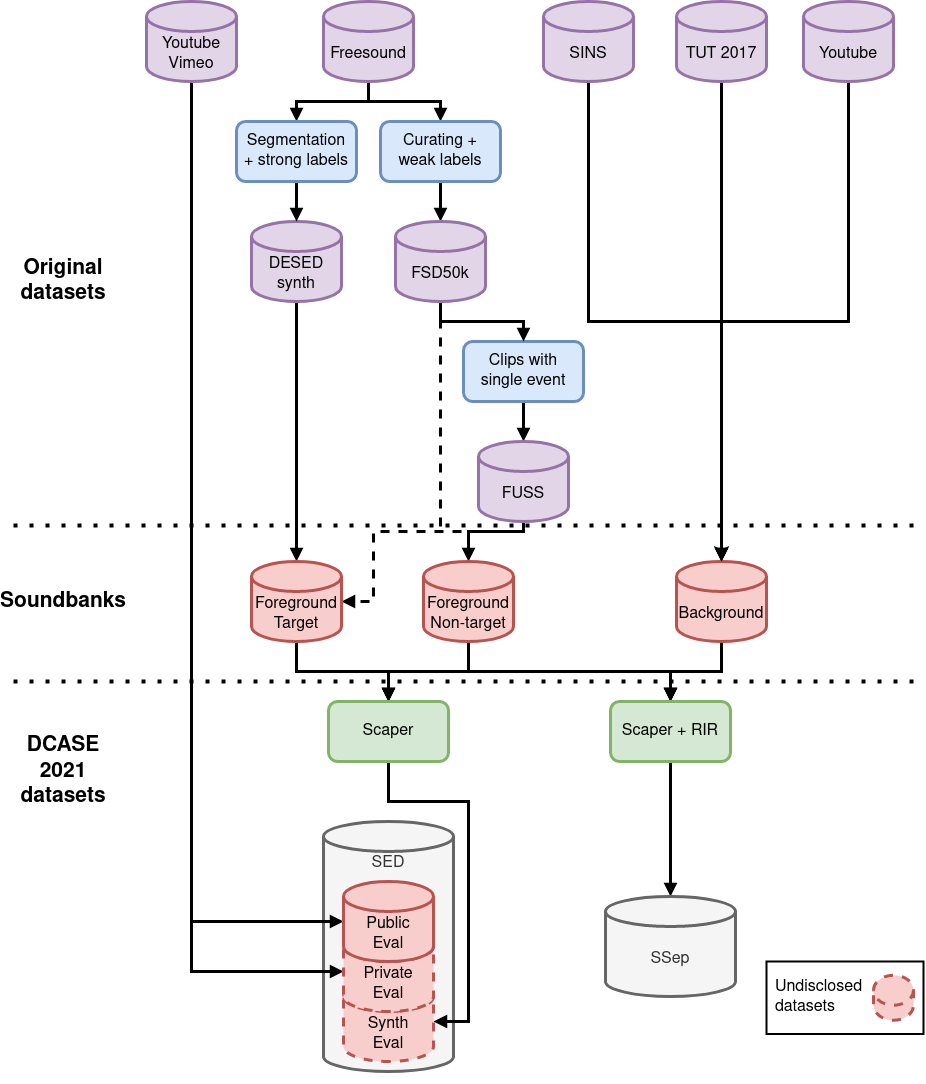 Youtube
Vimeo
Freesound
SINS
TUT 2017
Youtube
Segmentation
+ strong labels
Curating +
weak labels
Original
datasets
DESED
synth
FSD50k
Clips with
single event
FUSS
Soundbanks
Foreground
Target
Foreground
Non-target
Background
DCASE
2021
datasets
Scaper
Scaper + RIR
SED
Public
Eval
Private
Eval
Synth
Eval
SSep
Undisclosed
datasets